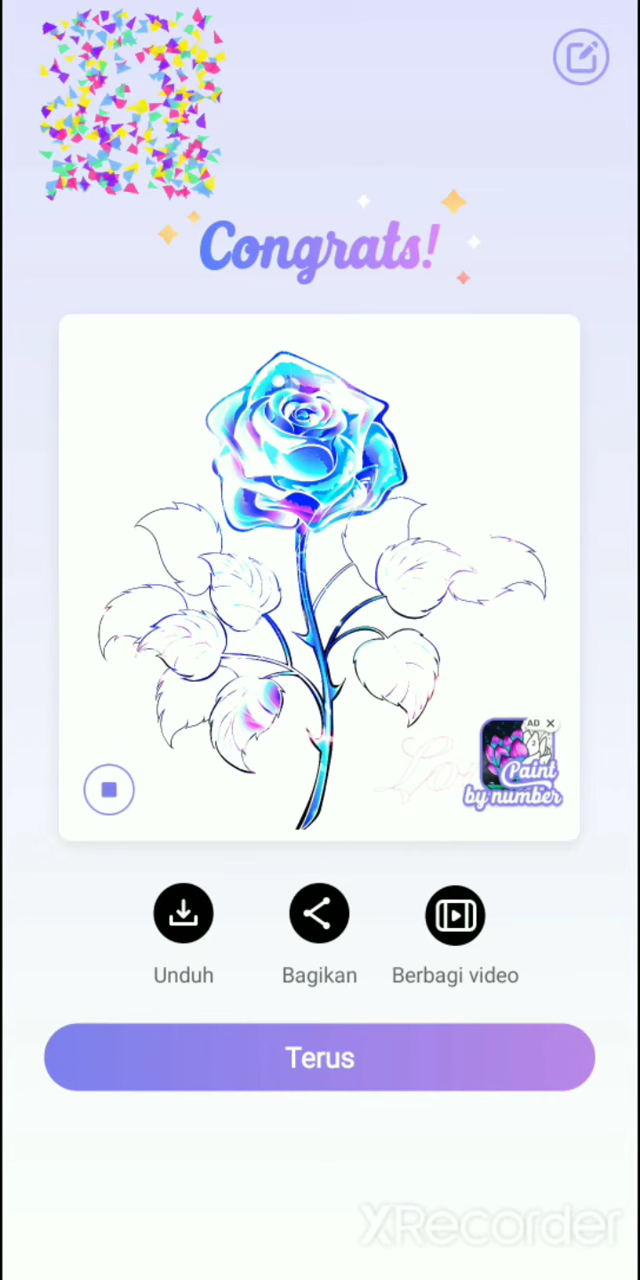 Congrats!
AD X
Paint
by number
Unduh
Bagikan
Berbagi video
Terus
XRecorder